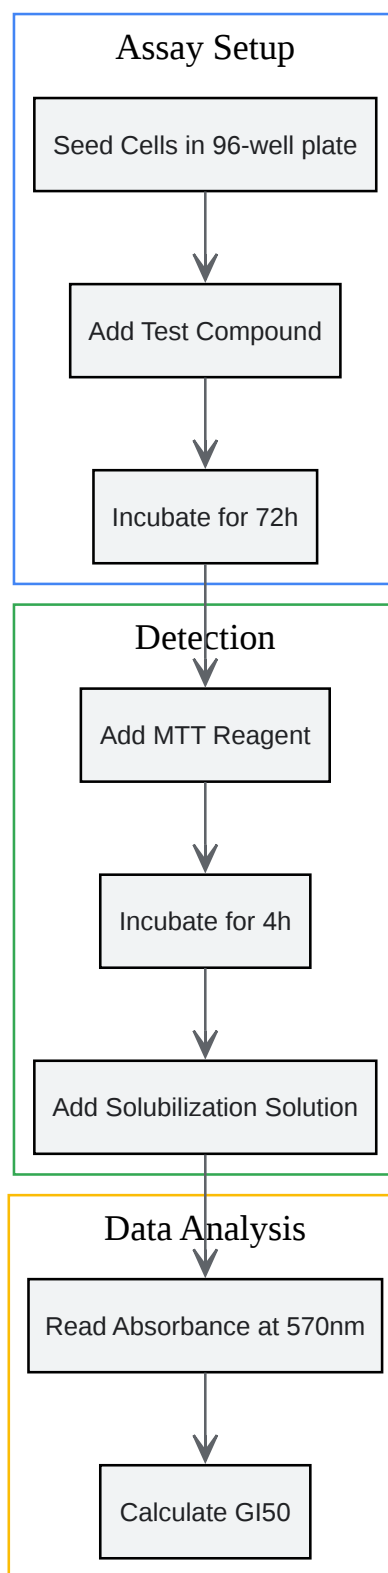 Assay Setup
Seed Cells in 96-well plate
Add Test Compound
Incubate for 72h
Detection
Add MTT Reagent
Incubate for 4h
Add Solubilization Solution
Data Analysis
Read Absorbance at 570nm
Calculate GI50